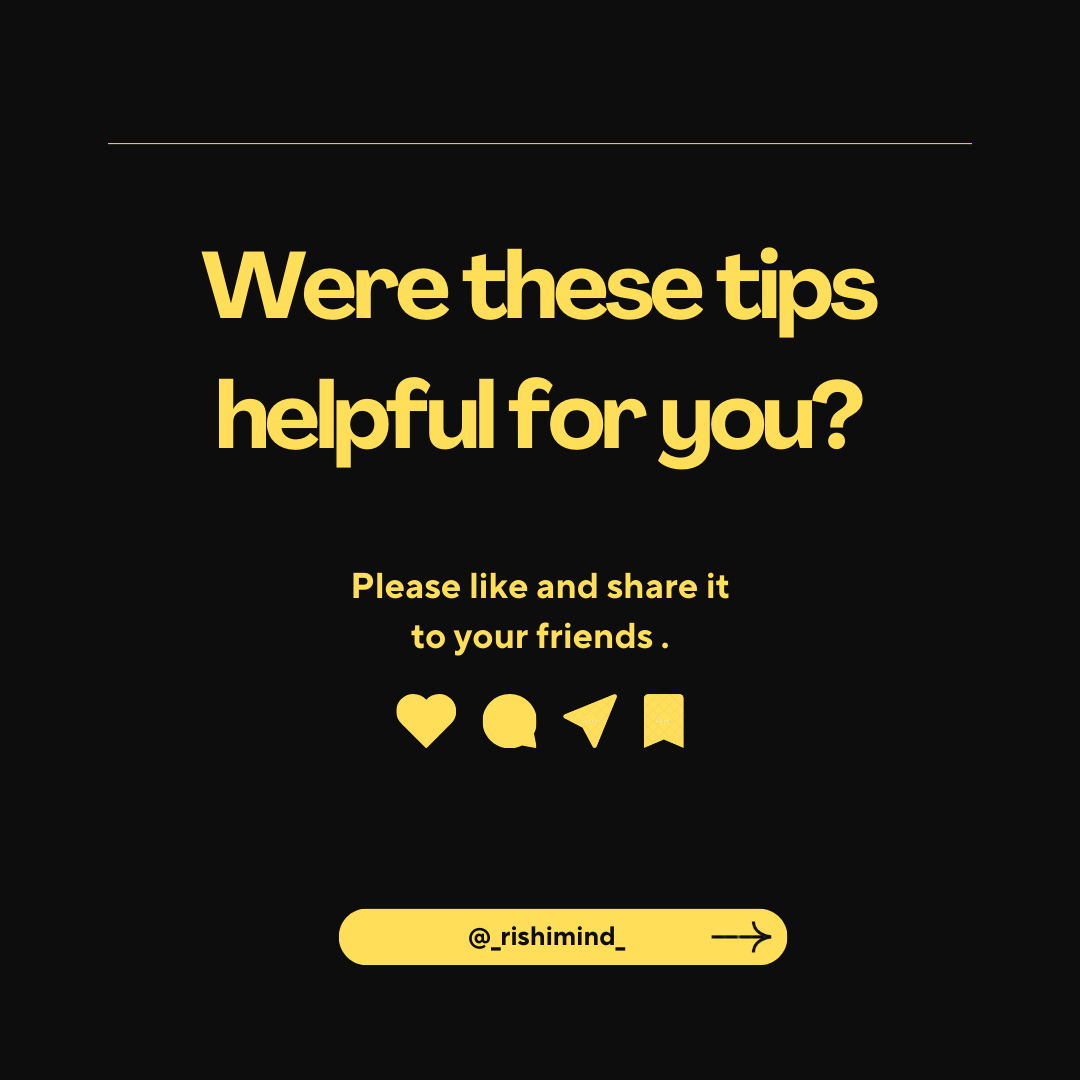 Were these tips
helpful for you?
Please like and share it
to your friends .
@_rishimind_